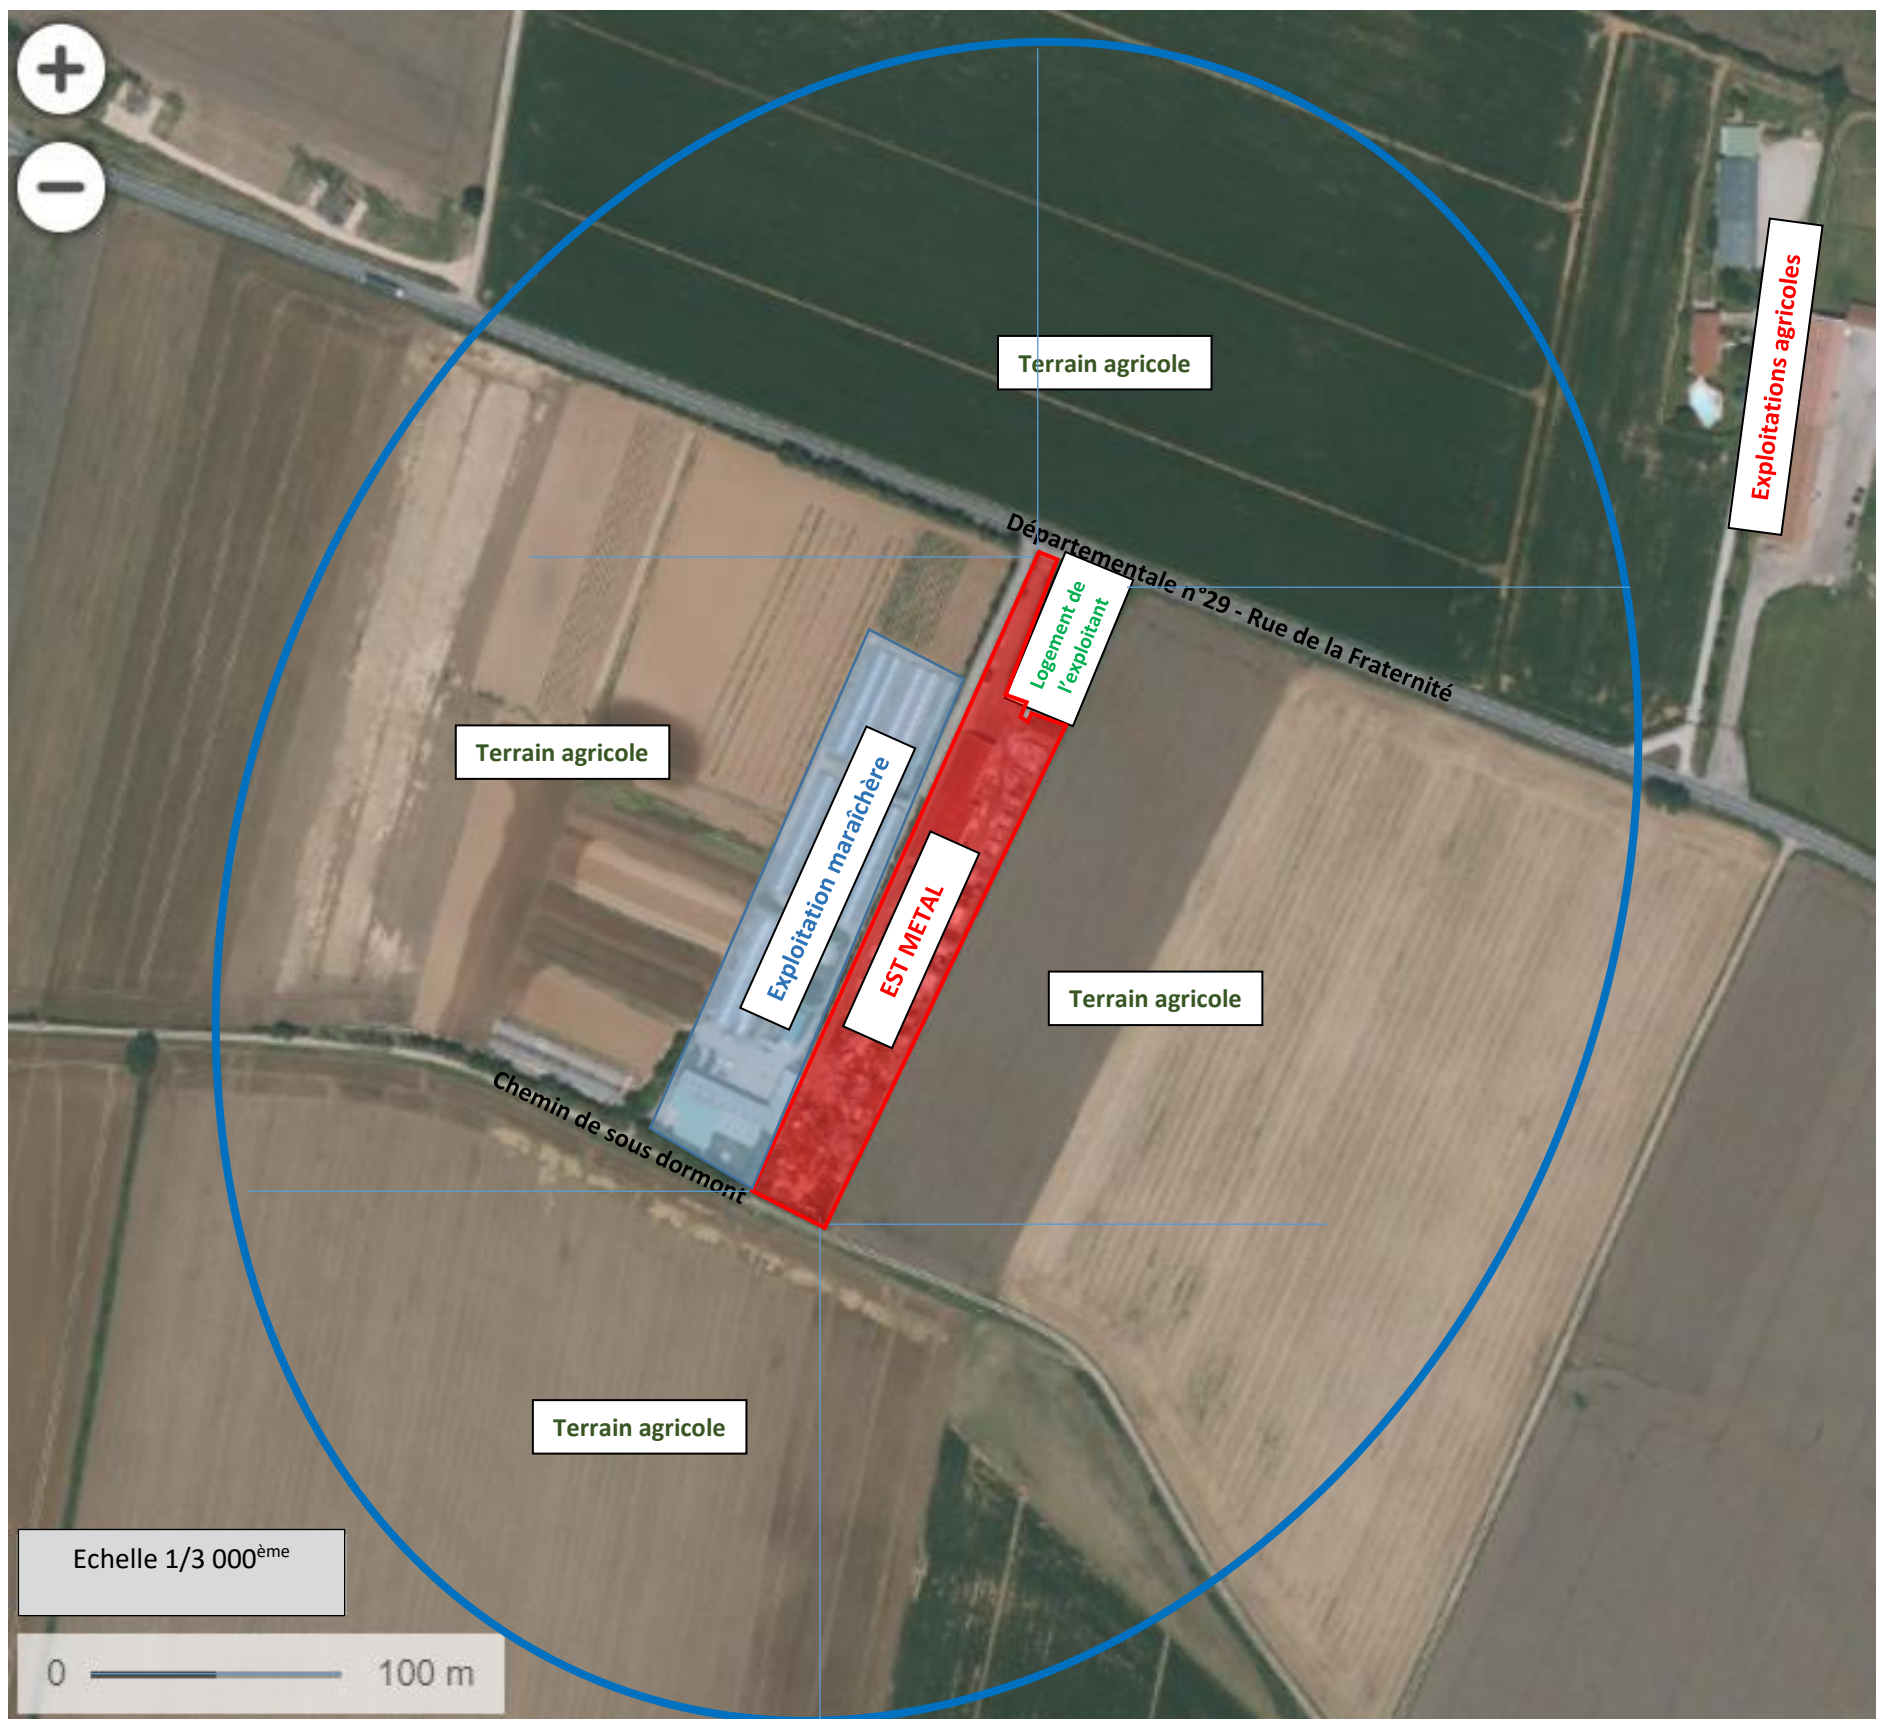 Terrain agricole
Exploitations agricoles
Départementale n°29 - Rue de la Fraternité
Logement de
l'exploitant
Terrain agricole
Exploitation maraîchère
EST METAL
Terrain agricole
Chemin de sous dormont
Terrain agricole
Echelle 1/3 000ème
0 100 m